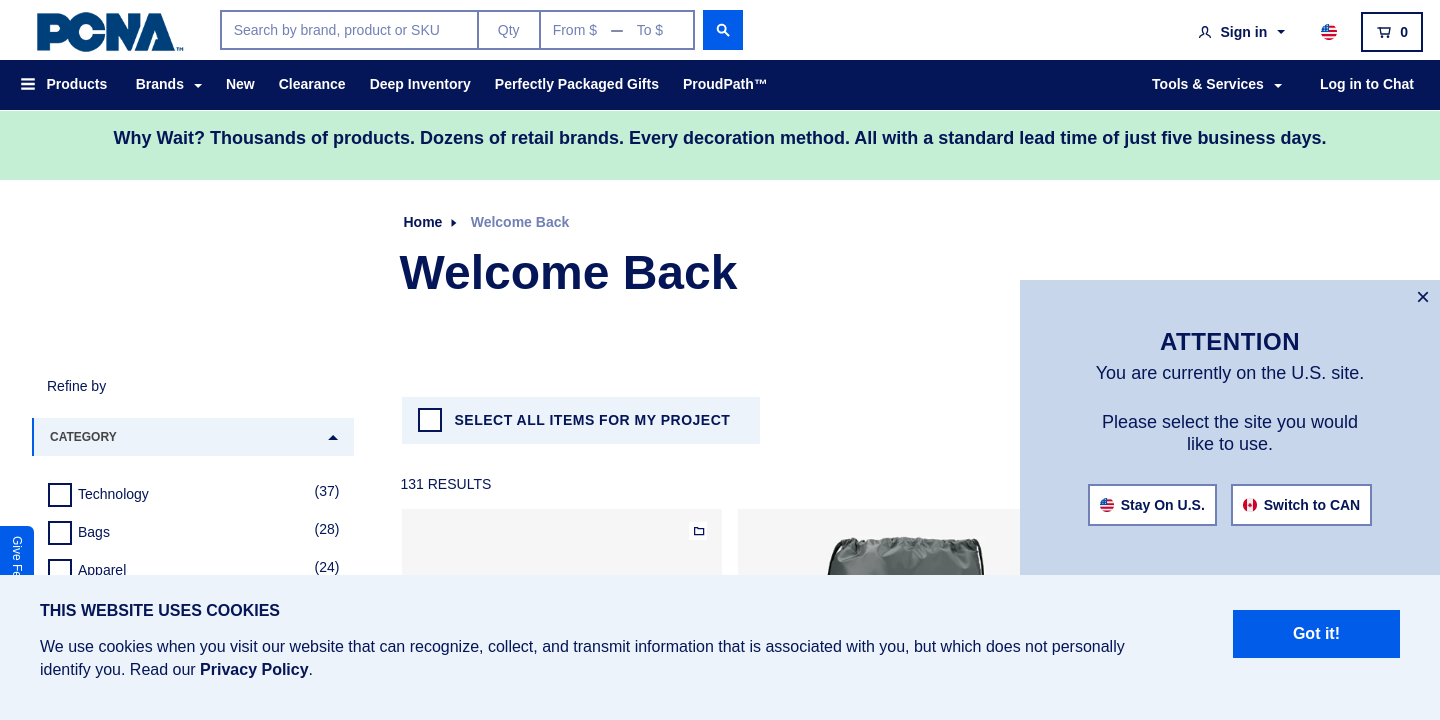 PCNA™
Search by brand, product or SKU Qty From $ — To $
Sign in
0
Products Brands New Clearance Deep Inventory Perfectly Packaged Gifts ProudPath™ Tools & Services Log in to Chat
Why Wait? Thousands of products. Dozens of retail brands. Every decoration method. All with a standard lead time of just five business days.
Home Welcome Back
Welcome Back
Refine by
CATEGORY
Technology (37)
Bags (28)
Apparel (24)
Give
SELECT ALL ITEMS FOR MY PROJECT
131 RESULTS
ATTENTION
You are currently on the U.S. site.
Please select the site you would
like to use.
Stay On U.S. Switch to CAN
THIS WEBSITE USES COOKIES
We use cookies when you visit our website that can recognize, collect, and transmit information that is associated with you, but which does not personally
identify you. Read our Privacy Policy.
Got it!